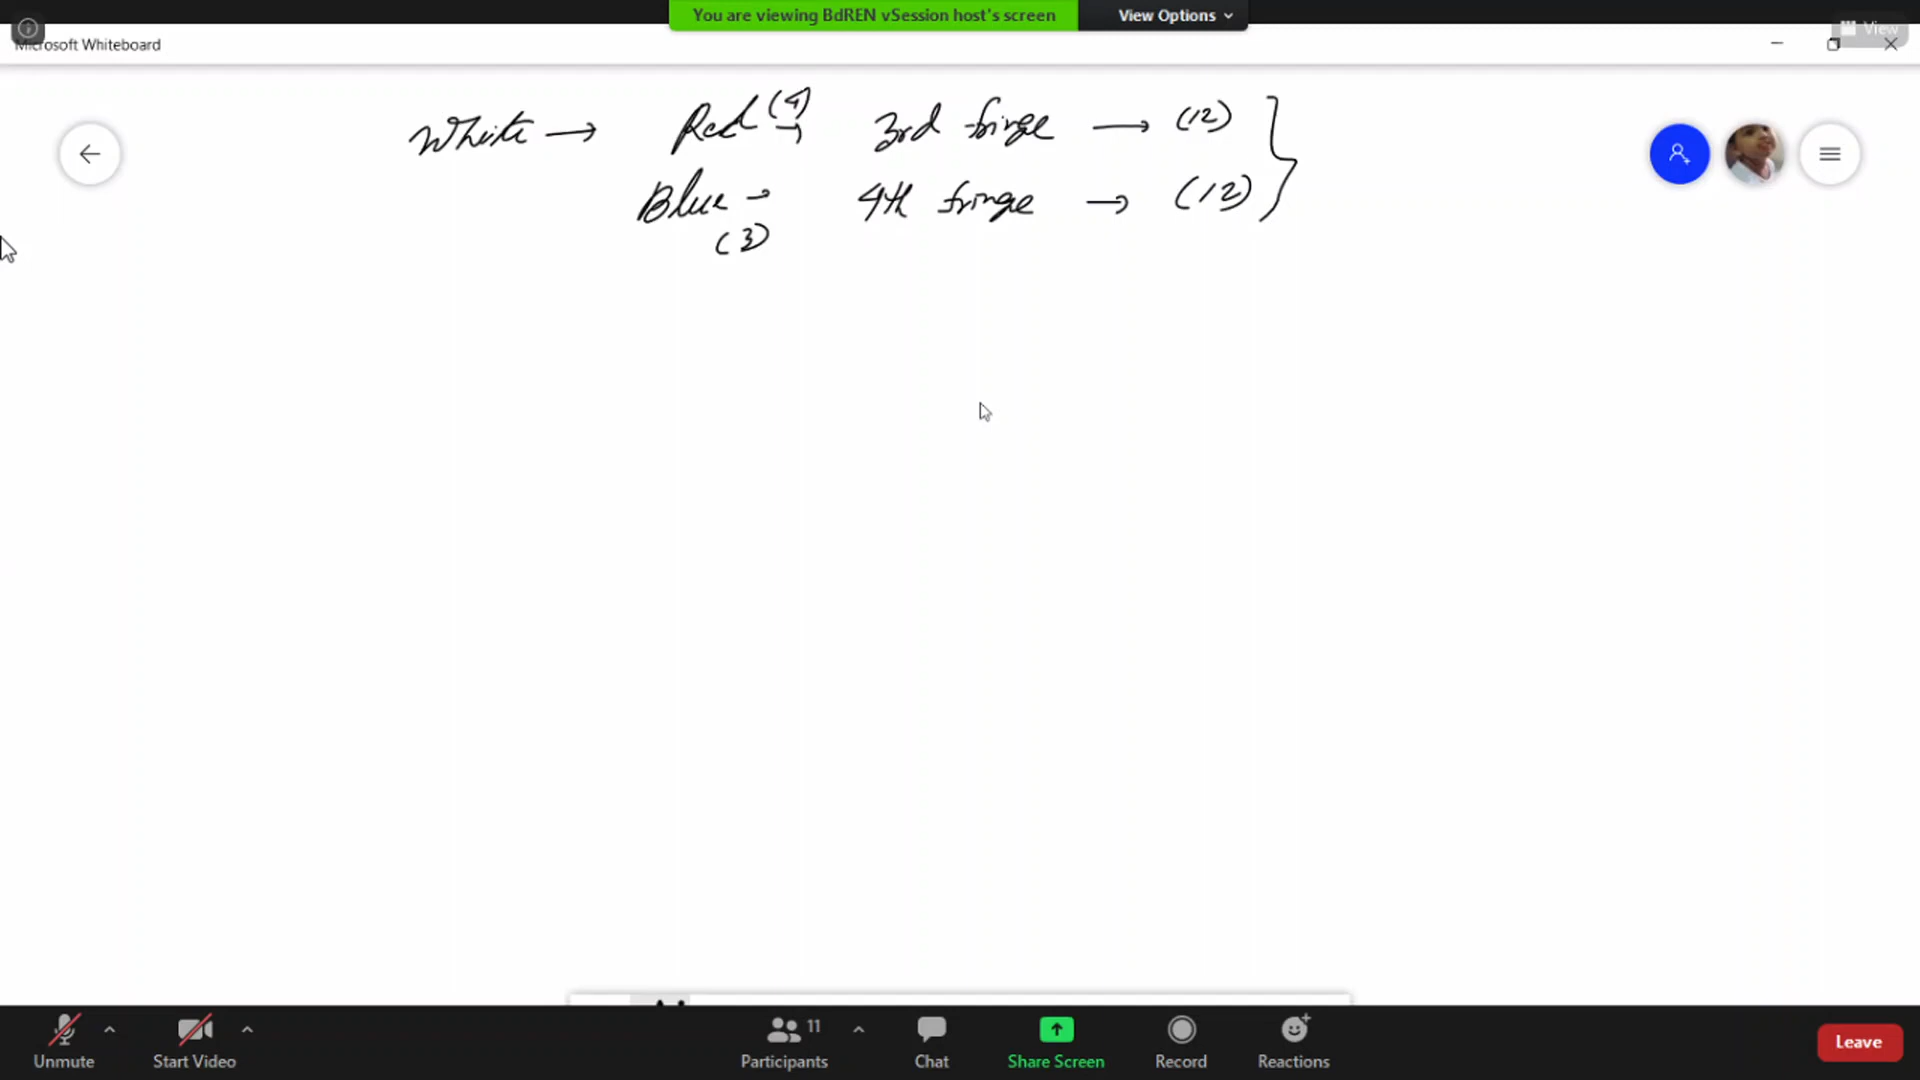 You are viewing BdREN vSession host's screen
View Options
View
Microsoft Whiteboard
White → Red (4) → 3rd fringe → (12)
Blue → 4th fringe → (12)
(3)
11
Unmute
Start Video
Participants
Chat
Share Screen
Record
Reactions
Leave